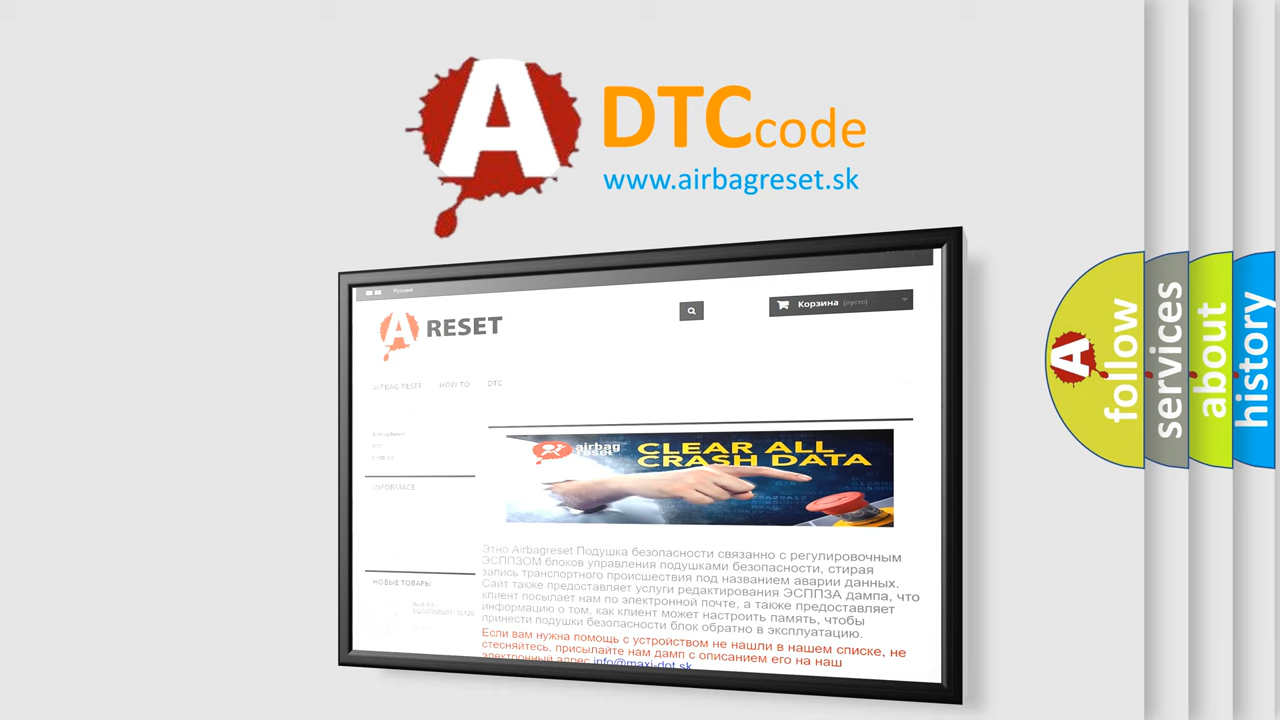 A DTCcode
www.airbagreset.sk
Русский
A RESET
Корзина (пусто)
AIRBAG RESET HOW TO DTC
Airbag Reset
DTC
HOW TO
INFORMACE
airbag
reset
CLEAR ALL
CRASH DATA
НОВЫЕ ТОВАРЫ
Этно Airbagreset Подушка безопасности связанно с регулировочным
ЭСППЗОМ блоков управления подушками безопасности, стирая
запись транспортного происшествия под названием аварии данных.
Сайт также предоставляет услуги редактирования ЭСППЗА дампа, что
клиент посылает нам по электронной почте, а также предоставляет
информацию о том, как клиент может настроить память, чтобы
принести подушки безопасности блок обратно в эксплуатацию.
Если вам нужна помощь с устройством не нашли в нашем списке, не
стесняйтесь, присылайте нам дамп с описанием его на наш
электронный адрес info@maxi-dot.sk
A follow
services
about
history